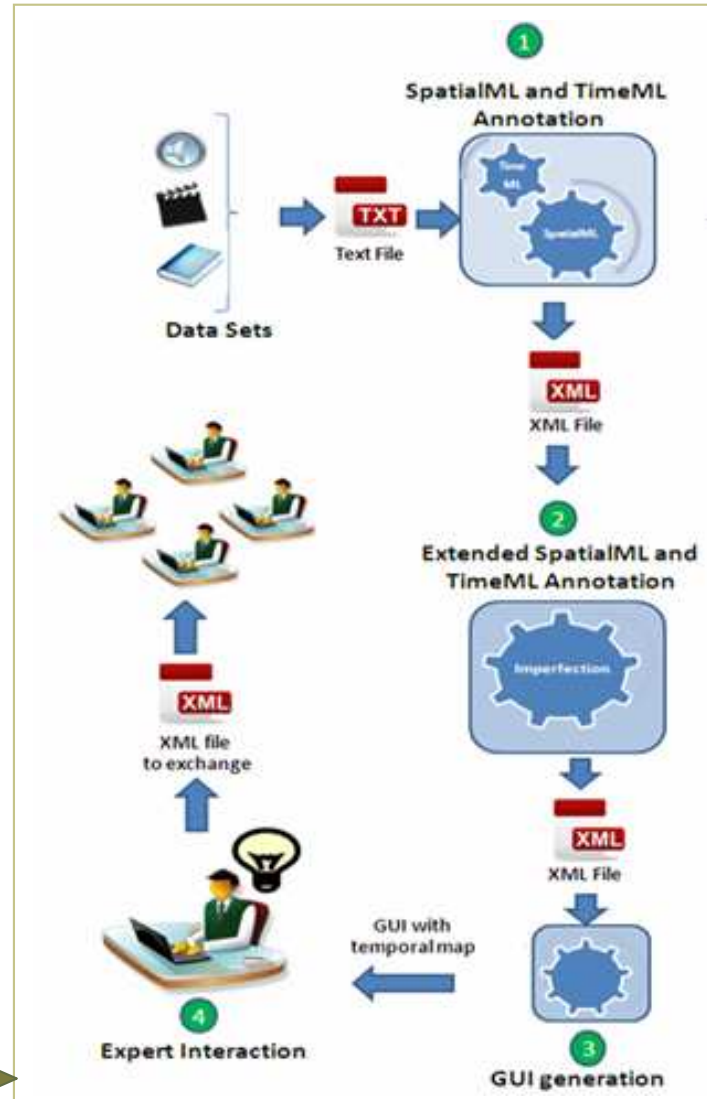 1
SpatialML and TimeML
Annotation
Time
ML
SpatialML
TXT
Text File
Data Sets
XML
XML File
2
Extended SpatialML and
TimeML Annotation
Imperfection
XML
XML File
3
GUI generation
GUI with
temporal map
4
Expert Interaction
XML
XML file
to exchange